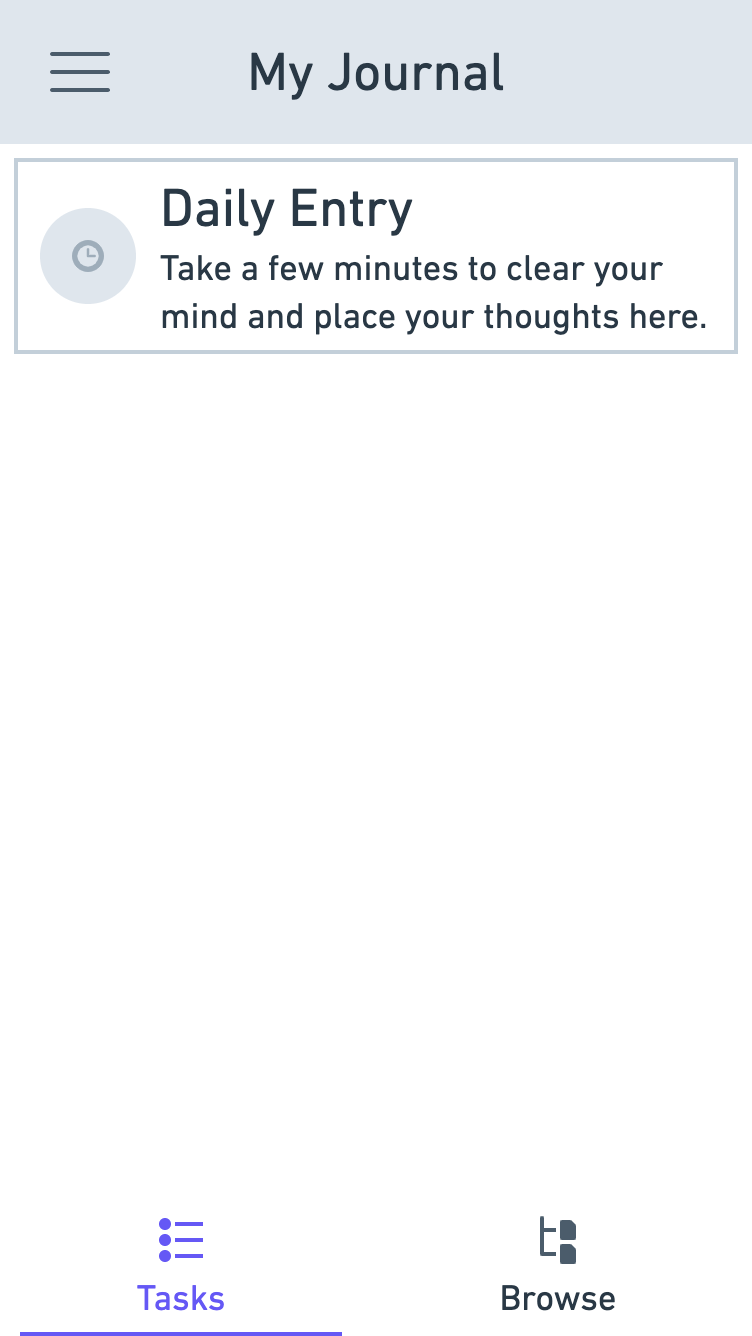 My Journal
Daily Entry
Take a few minutes to clear your
mind and place your thoughts here.
Tasks
Browse